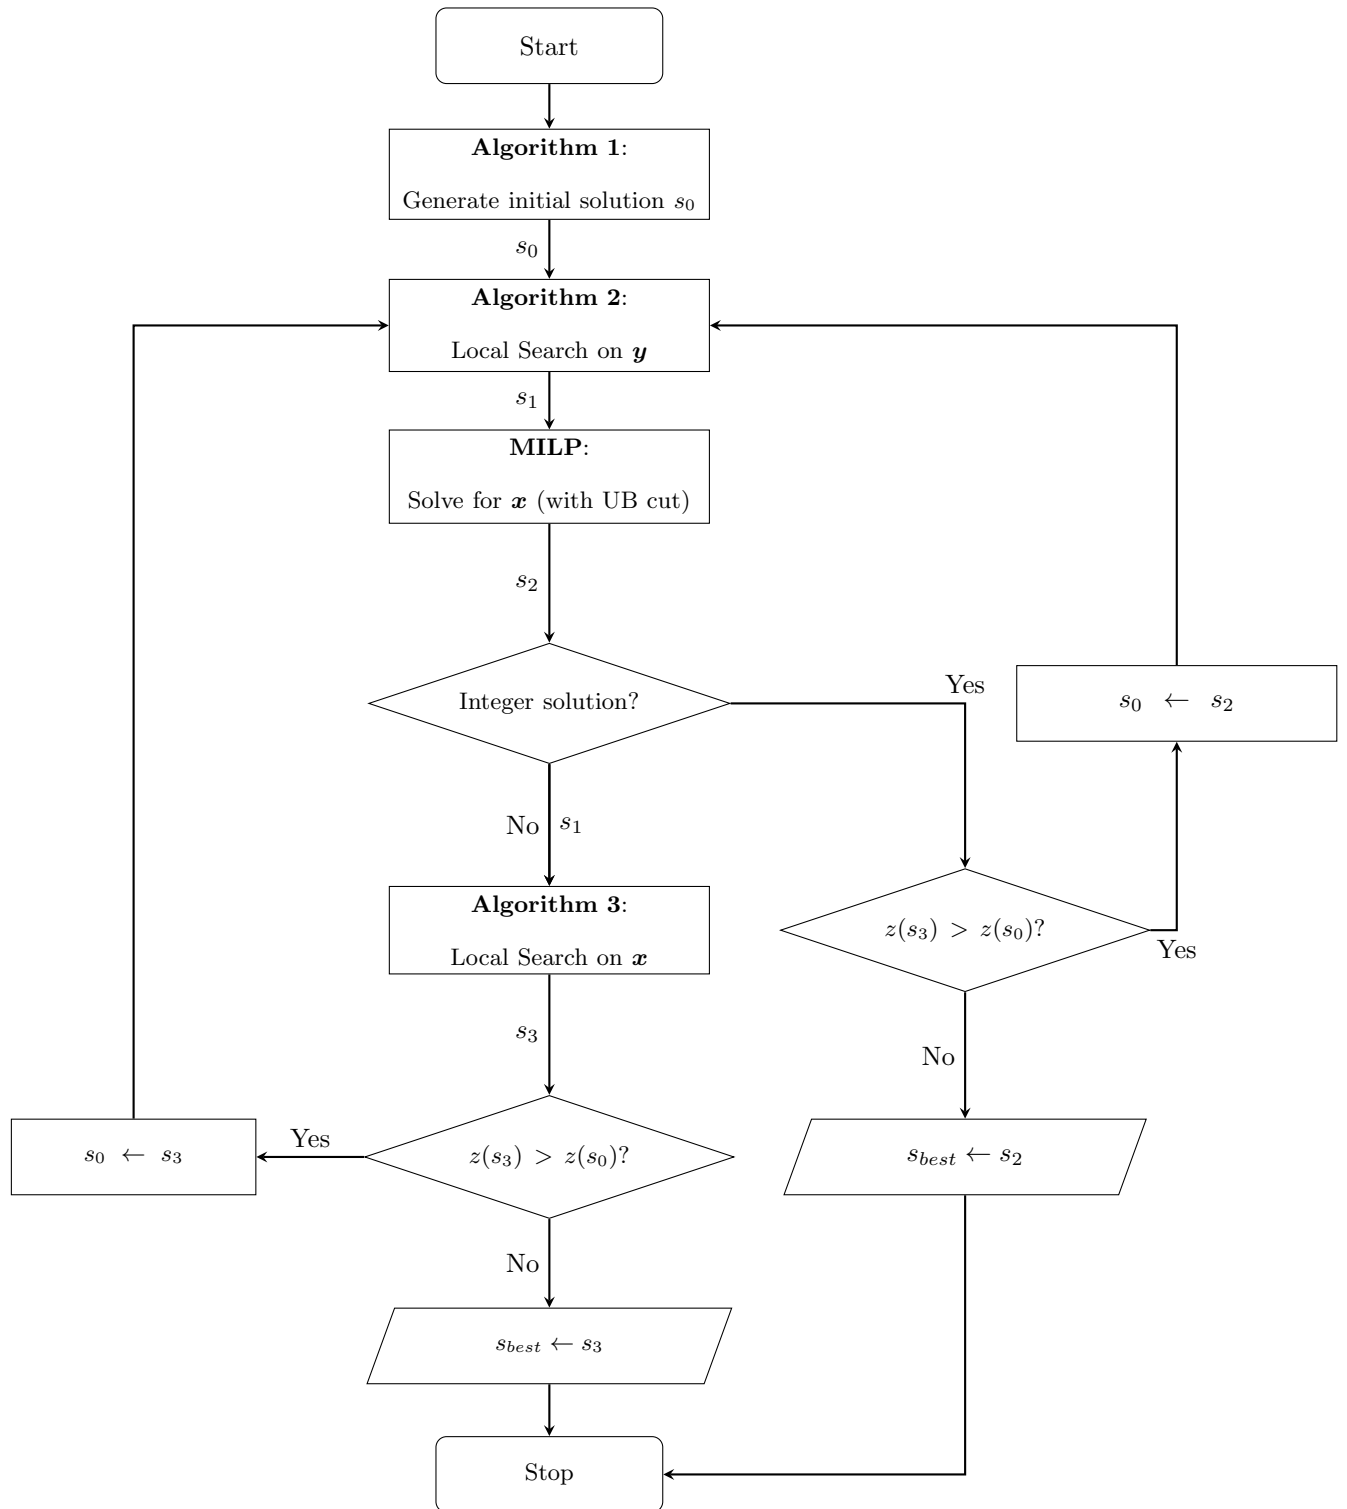 Start
Algorithm 1:
Generate initial solution s₀
s₀
Algorithm 2:
Local Search on y
s₁
MILP:
Solve for x (with UB cut)
s₂
Integer solution?
Yes
s₀ ← s₂
No s₁
Algorithm 3:
Local Search on x
z(s₃) > z(s₀)?
Yes
s₃
No
Yes
s₀ ← s₃
z(s₃) > z(s₀)?
s_best ← s₂
No
s_best ← s₃
Stop